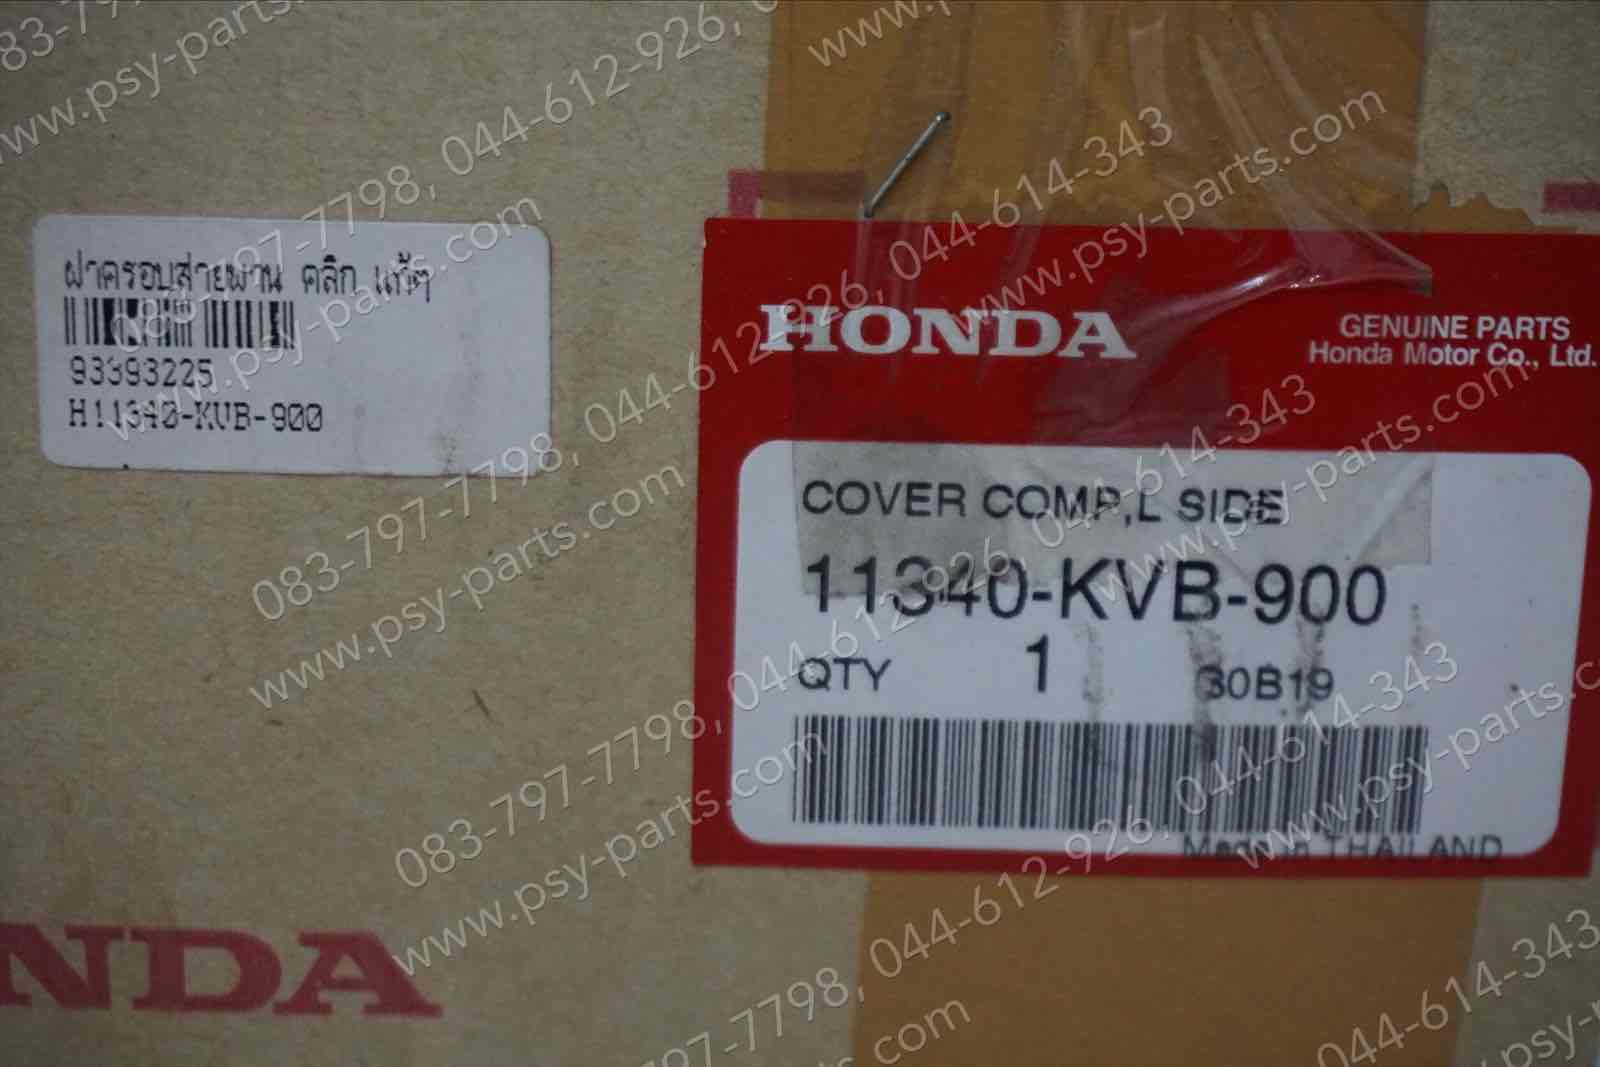 ฝาครอบสายพาน คลิก แท้ๆ
93393225
H11340-KVB-900
HONDA
GENUINE PARTS
Honda Motor Co., Ltd.
COVER COMP,L SIDE
11340-KVB-900
QTY 1 30B19
Made in THAILAND
NDA
083-797-7798, 044-612-926, 044-614-343
www.psy-parts.com